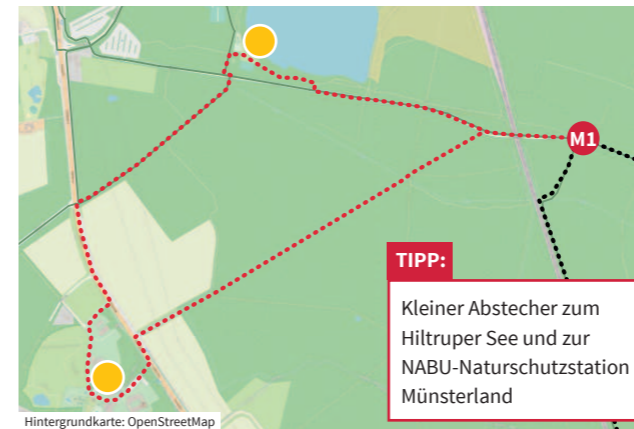 M1
TIPP:
Kleiner Abstecher zum
Hiltruper See und zur
NABU-Naturschutzstation
Münsterland
Hintergrundkarte: OpenStreetMap